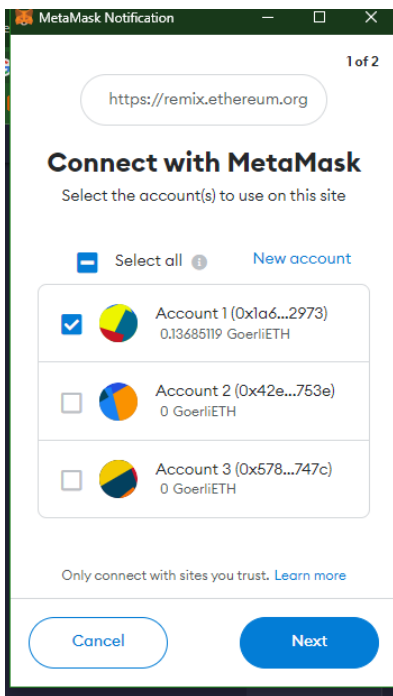 MetaMask Notification
1 of 2
https://remix.ethereum.org
Connect with MetaMask
Select the account(s) to use on this site
Select all
New account
Account 1 (0x1a6...2973)
0.13685119 GoerliETH
Account 2 (0x42e...753e)
0 GoerliETH
Account 3 (0x578...747c)
0 GoerliETH
Only connect with sites you trust. Learn more
Cancel
Next